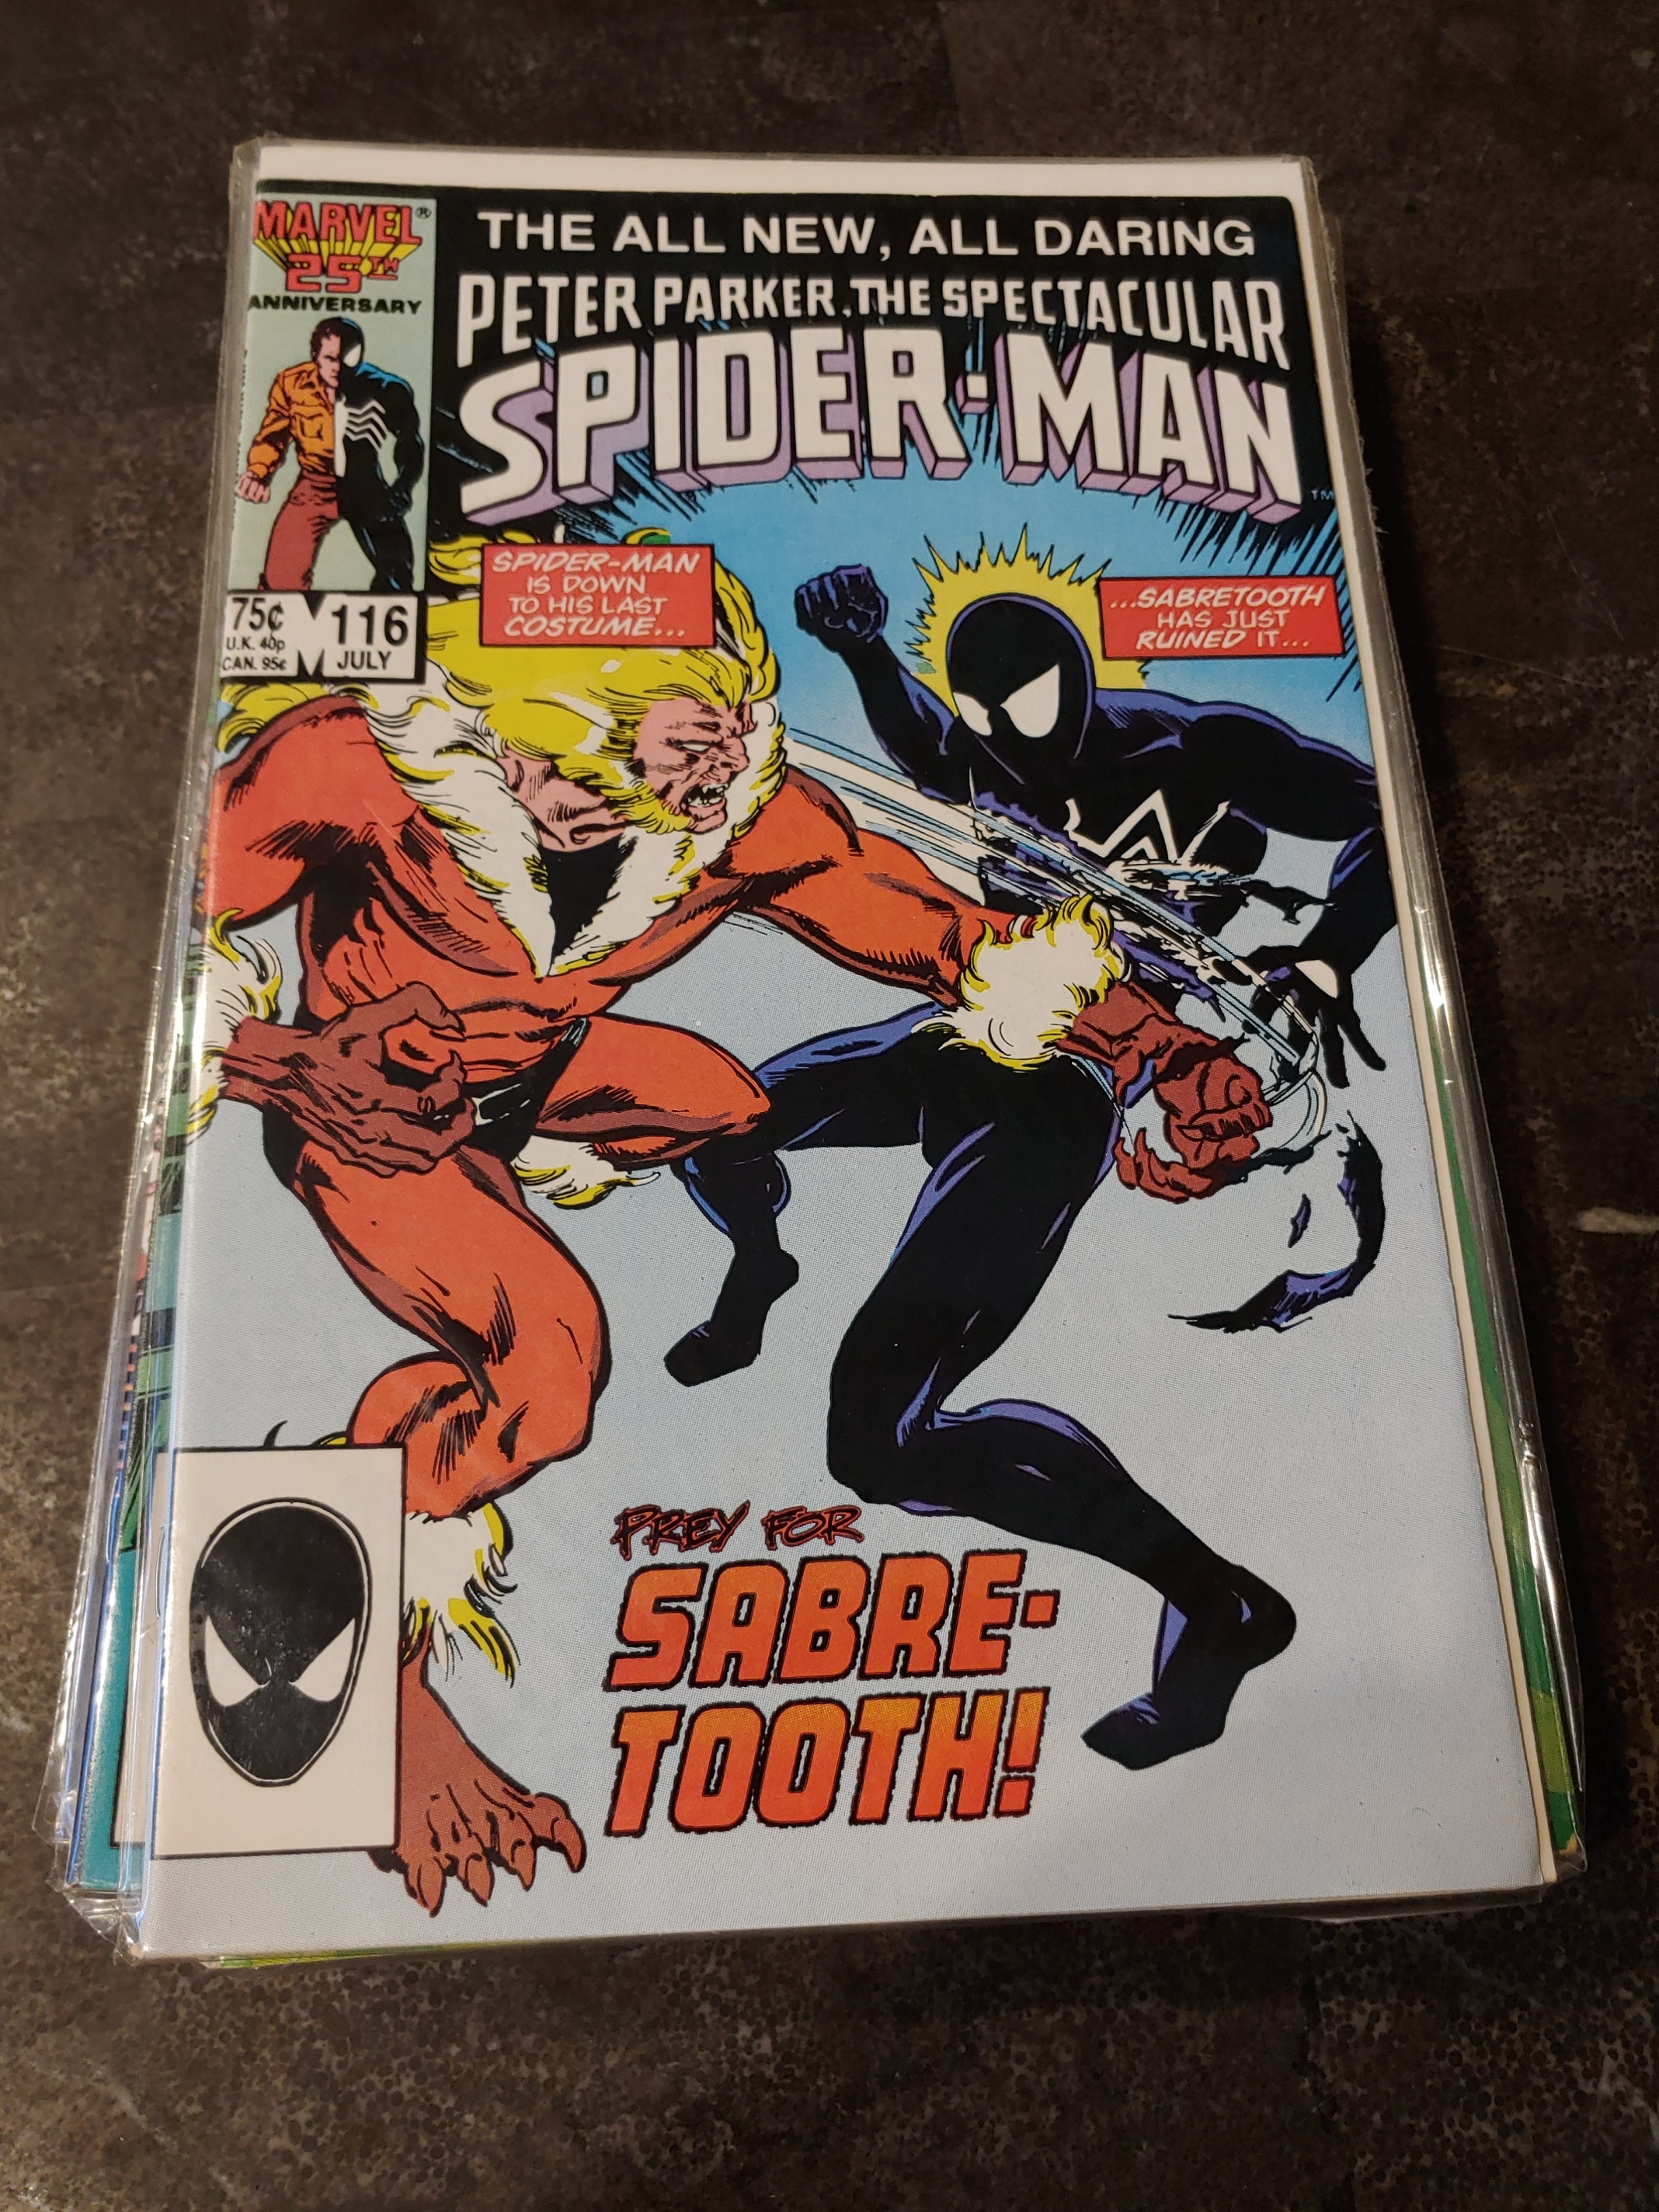 MARVEL®
25TH
ANNIVERSARY
THE ALL NEW, ALL DARING
PETER PARKER, THE SPECTACULAR
SPIDER-MAN
TM
75¢
U.K. 40p
CAN. 95¢
M
116
JULY
SPIDER-MAN
IS DOWN
TO HIS LAST
COSTUME...
...SABRETOOTH
HAS JUST
RUINED IT...
PREY FOR
SABRE-
TOOTH!